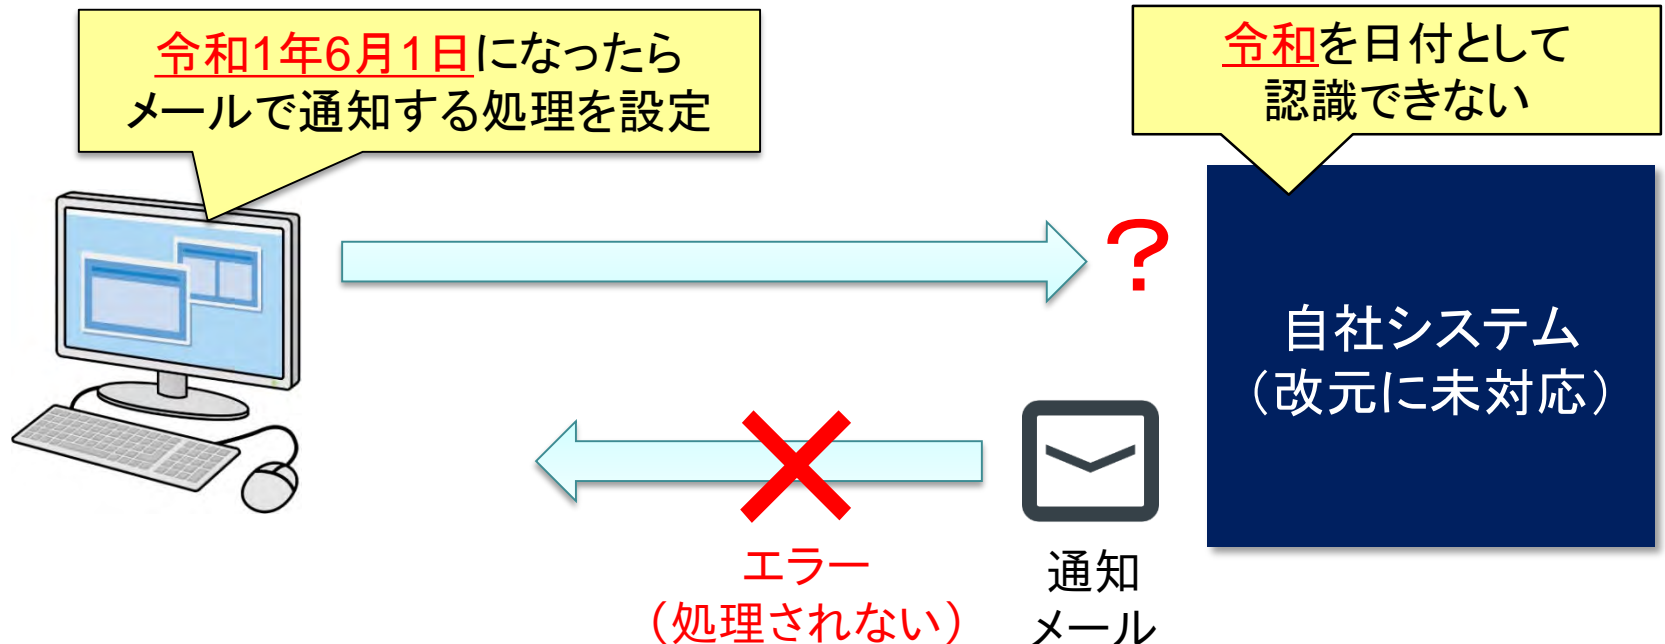 令和1年6月1日になったら
メールで通知する処理を設定
令和を日付として
認識できない
？
自社システム
（改元に未対応）
エラー
（処理されない）
通知
メール